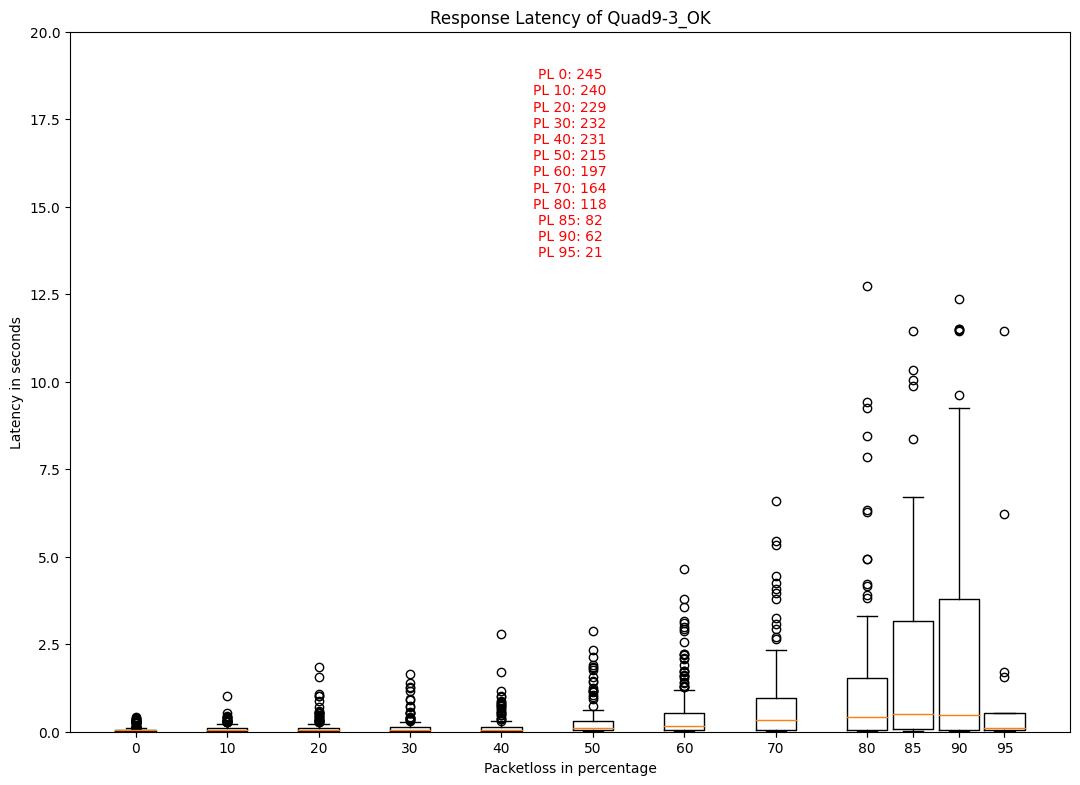 Response Latency of Quad9-3_OK
20.0
17.5
15.0
12.5
10.0
7.5
5.0
2.5
0.0
Latency in seconds
PL 0: 245
PL 10: 240
PL 20: 229
PL 30: 232
PL 40: 231
PL 50: 215
PL 60: 197
PL 70: 164
PL 80: 118
PL 85: 82
PL 90: 62
PL 95: 21
0 10 20 30 40 50 60 70 80 85 90 95
Packetloss in percentage